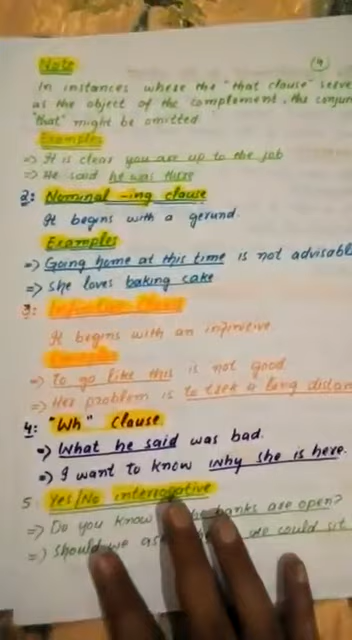 Note
(9)
In instances where the "that clause" serve
as the object of the complement, the conjun
"that" might be omitted
Examples
=> It is clear you are up to the job
=> He said he was there
2: Nominal -ing clause
It begins with a gerund.
Examples
=> Going home at this time is not advisabl
=> She loves baking cake
3:
It begins with an infinitive
=> To go like this is not good
=> Her problem is to trek a long distan
4: "Wh" Clause
=> What he said was bad.
=> I want to know why she is here.
5: Yes/No interrogative
=> Do you know banks are open?
=> Should we as we could sit